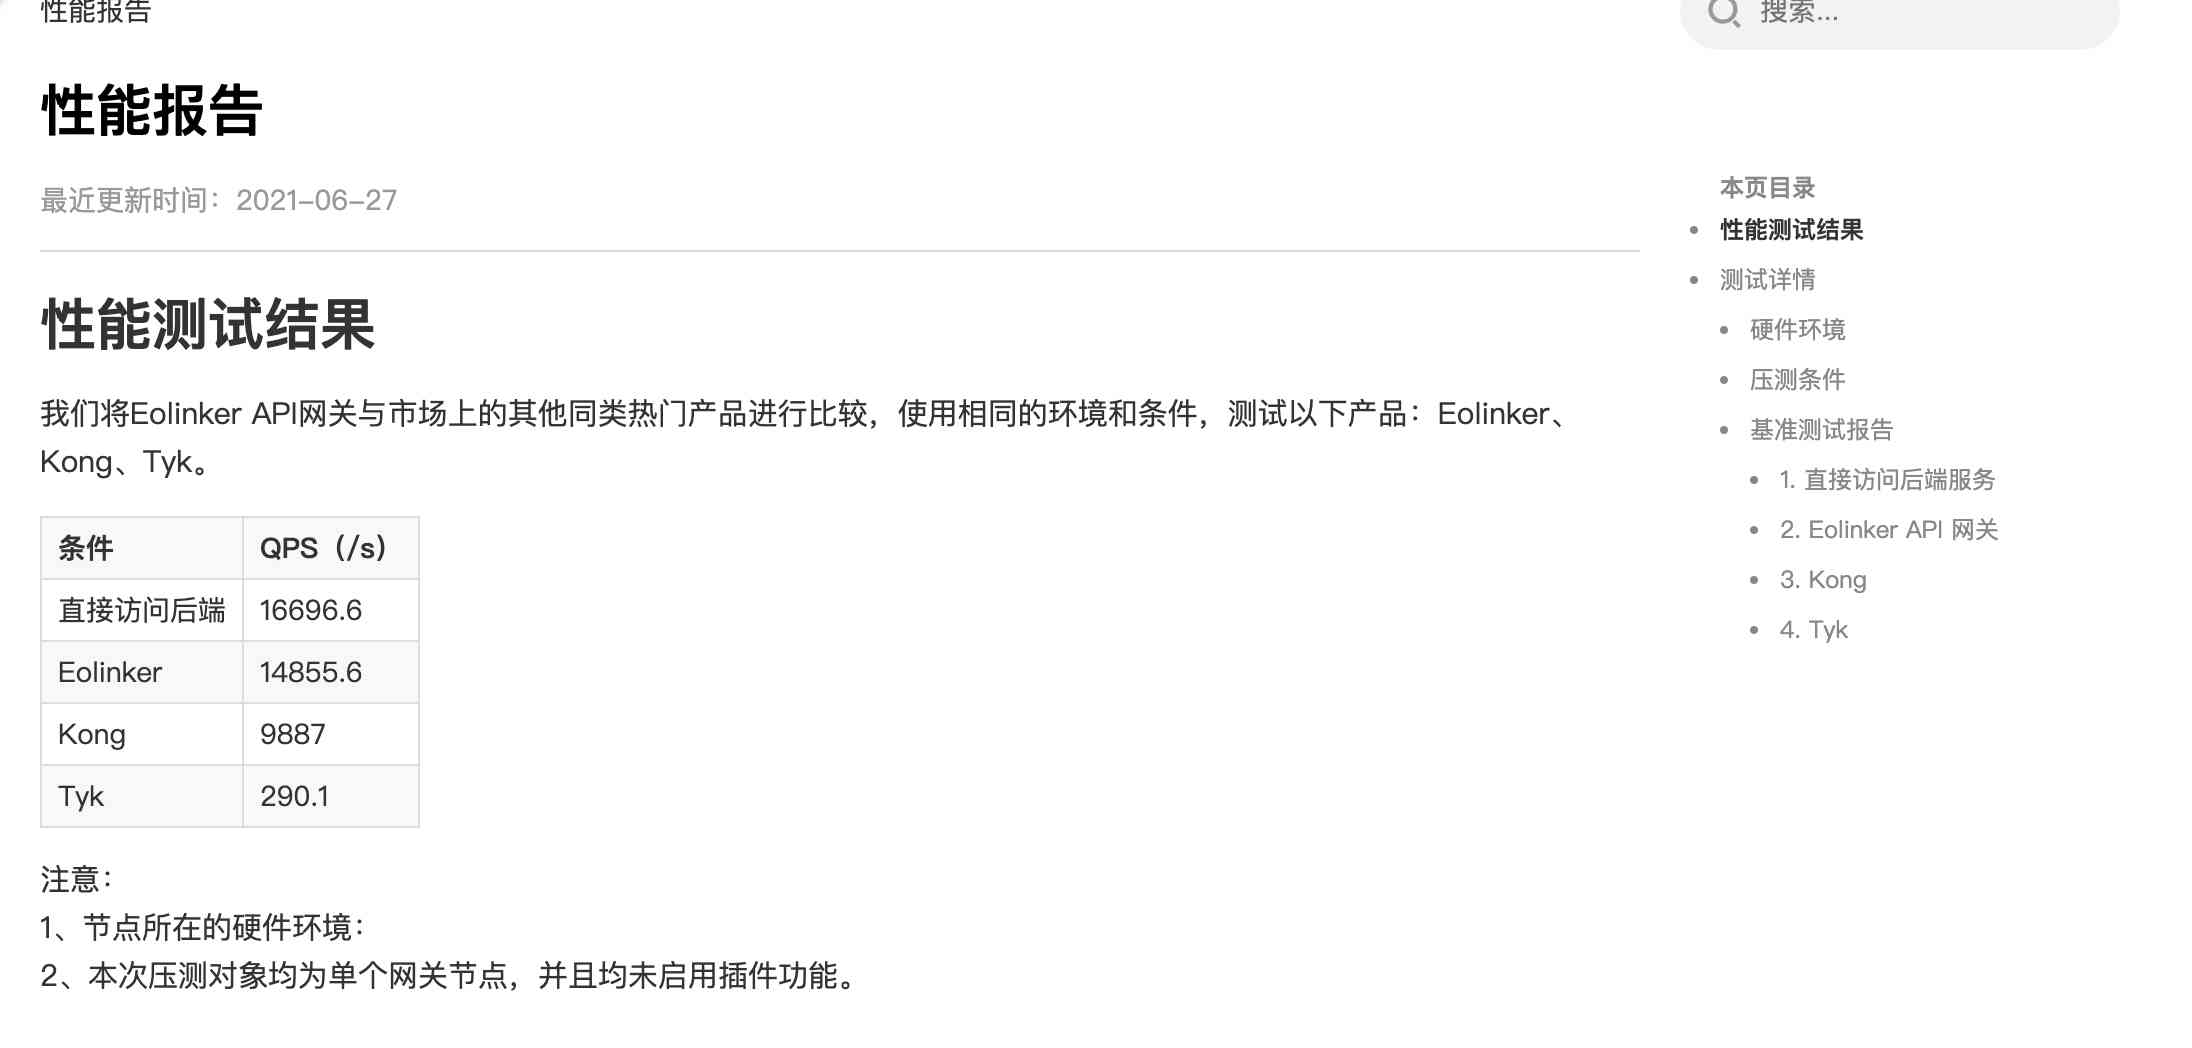 性能报告
搜索...
性能报告
最近更新时间：2021-06-27
性能测试结果
我们将Eolinker API网关与市场上的其他同类热门产品进行比较，使用相同的环境和条件，测试以下产品：Eolinker、
Kong、Tyk。
条件 QPS（/s）
直接访问后端 16696.6
Eolinker 14855.6
Kong 9887
Tyk 290.1
注意：
1、节点所在的硬件环境：
2、本次压测对象均为单个网关节点，并且均未启用插件功能。
本页目录
性能测试结果
测试详情
硬件环境
压测条件
基准测试报告
1. 直接访问后端服务
2. Eolinker API 网关
3. Kong
4. Tyk